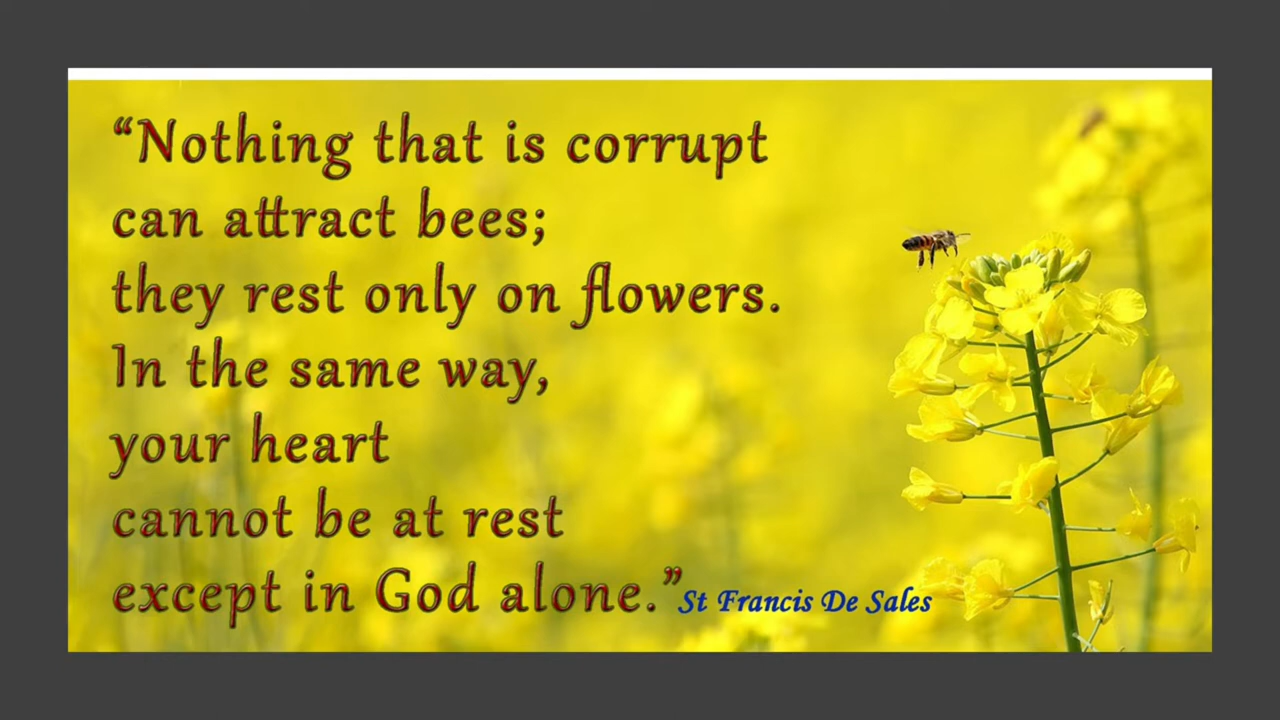 “Nothing that is corrupt
can attract bees;
they rest only on flowers.
In the same way,
your heart
cannot be at rest
except in God alone.” St Francis De Sales